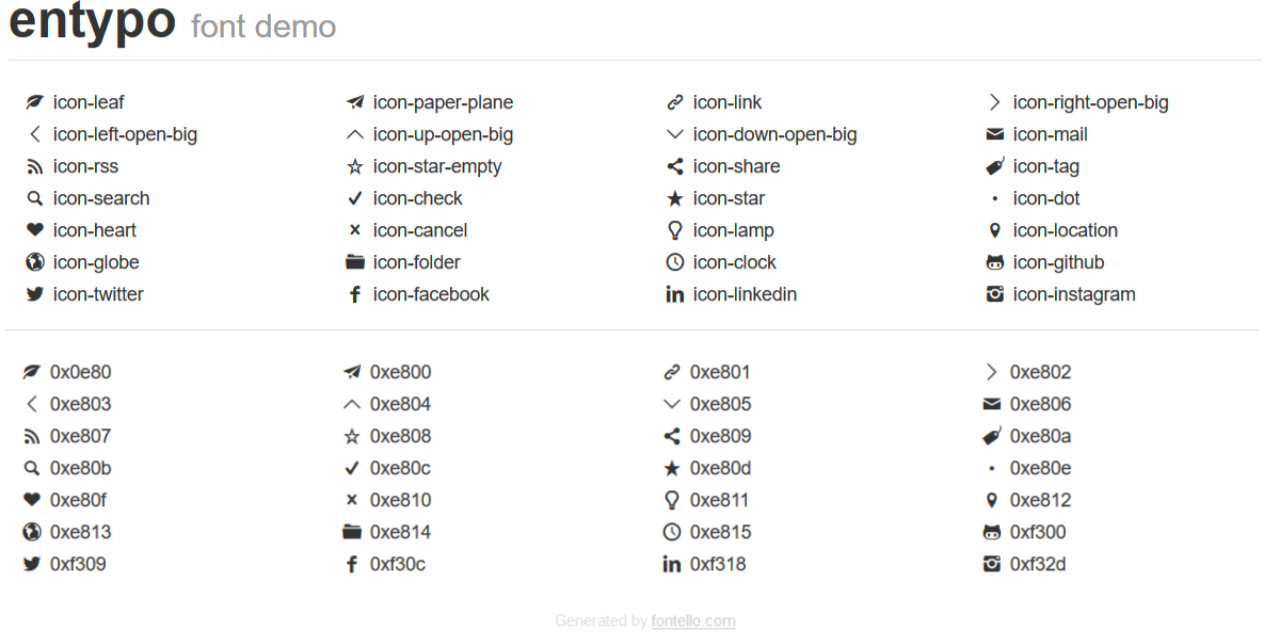 entypo font demo
icon-leaf icon-paper-plane icon-link icon-right-open-big
icon-left-open-big icon-up-open-big icon-down-open-big icon-mail
icon-rss icon-star-empty icon-share icon-tag
icon-search icon-check icon-star icon-dot
icon-heart icon-cancel icon-lamp icon-location
icon-globe icon-folder icon-clock icon-github
icon-twitter icon-facebook icon-linkedin icon-instagram
0x0e80 0xe800 0xe801 0xe802
0xe803 0xe804 0xe805 0xe806
0xe807 0xe808 0xe809 0xe80a
0xe80b 0xe80c 0xe80d 0xe80e
0xe80f 0xe810 0xe811 0xe812
0xe813 0xe814 0xe815 0xf300
0xf309 0xf30c 0xf318 0xf32d
Generated by fontello.com